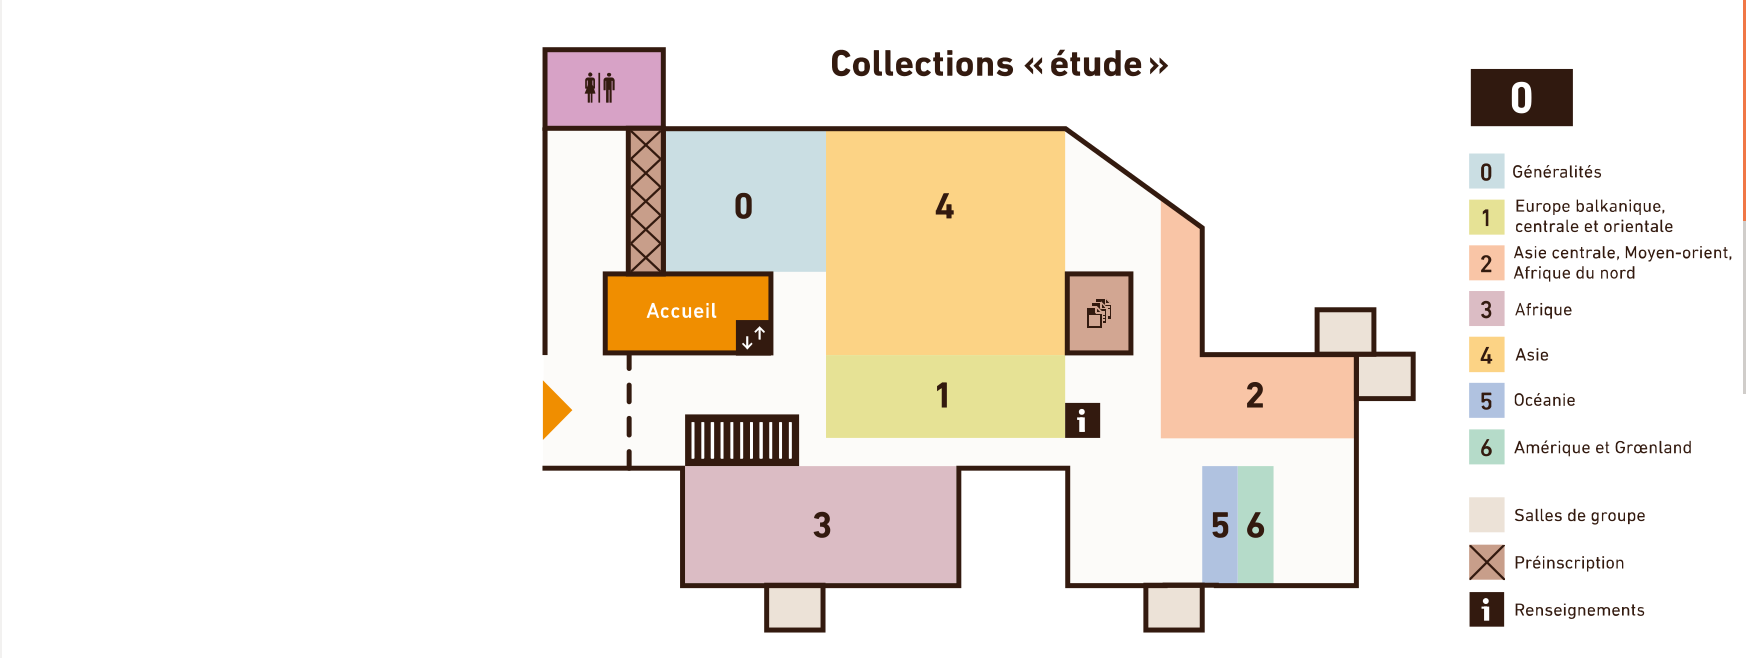 Collections « étude »
0
0
4
Accueil
1
i
2
3
5
6
0 Généralités
1 Europe balkanique,
centrale et orientale
2 Asie centrale, Moyen-orient,
Afrique du nord
3 Afrique
4 Asie
5 Océanie
6 Amérique et Grœnland
Salles de groupe
Préinscription
i Renseignements